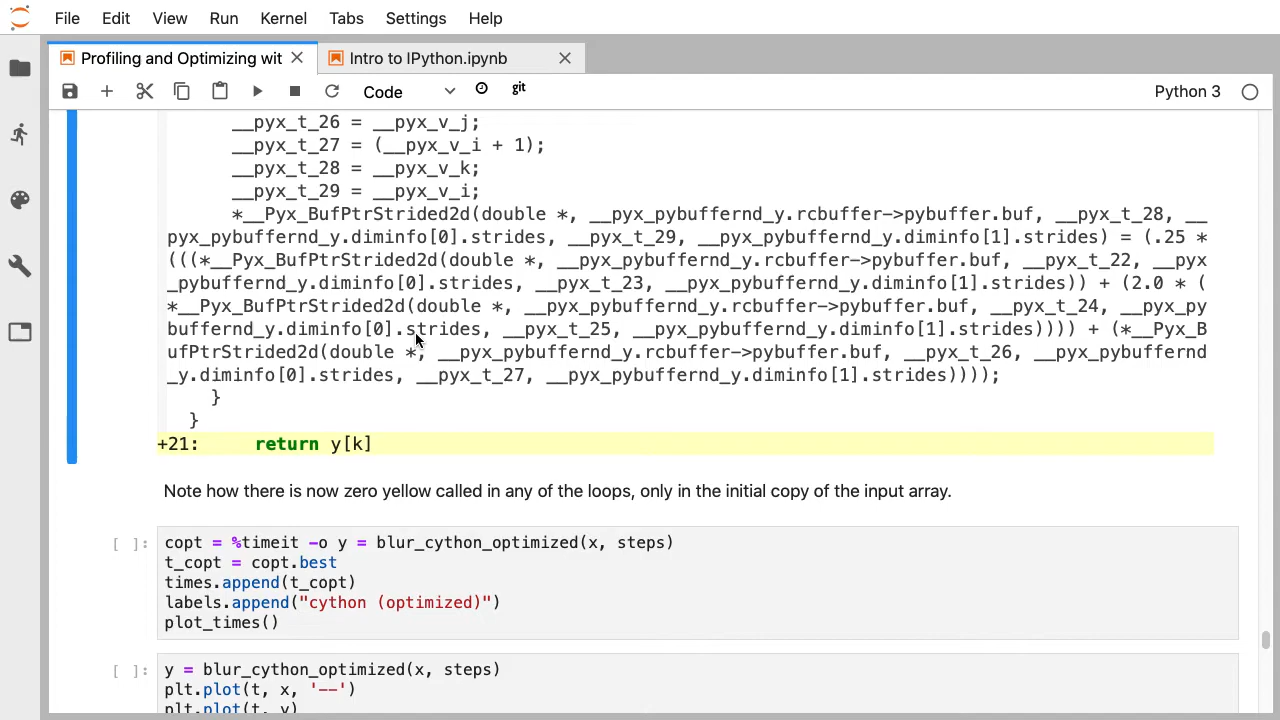 File Edit View Run Kernel Tabs Settings Help
Profiling and Optimizing wit
Intro to IPython.ipynb
Code
git
Python 3
__pyx_t_26 = __pyx_v_j;
__pyx_t_27 = (__pyx_v_i + 1);
__pyx_t_28 = __pyx_v_k;
__pyx_t_29 = __pyx_v_i;
*__Pyx_BufPtrStrided2d(double *, __pyx_pybuffernd_y.rcbuffer->pybuffer.buf, __pyx_t_28, __
pyx_pybuffernd_y.diminfo[0].strides, __pyx_t_29, __pyx_pybuffernd_y.diminfo[1].strides) = (.25 *
(((*__Pyx_BufPtrStrided2d(double *, __pyx_pybuffernd_y.rcbuffer->pybuffer.buf, __pyx_t_22, __pyx
_pybuffernd_y.diminfo[0].strides, __pyx_t_23, __pyx_pybuffernd_y.diminfo[1].strides)) + (2.0 * (
*__Pyx_BufPtrStrided2d(double *, __pyx_pybuffernd_y.rcbuffer->pybuffer.buf, __pyx_t_24, __pyx_py
buffernd_y.diminfo[0].strides, __pyx_t_25, __pyx_pybuffernd_y.diminfo[1].strides)))) + (*__Pyx_B
ufPtrStrided2d(double *, __pyx_pybuffernd_y.rcbuffer->pybuffer.buf, __pyx_t_26, __pyx_pybuffernd
_y.diminfo[0].strides, __pyx_t_27, __pyx_pybuffernd_y.diminfo[1].strides))));
}
}
+21: return y[k]
Note how there is now zero yellow called in any of the loops, only in the initial copy of the input array.
[ ]: copt = %timeit -o y = blur_cython_optimized(x, steps)
t_copt = copt.best
times.append(t_copt)
labels.append("cython (optimized)")
plot_times()
[ ]: y = blur_cython_optimized(x, steps)
plt.plot(t, x, '--')
plt.plot(t, y)